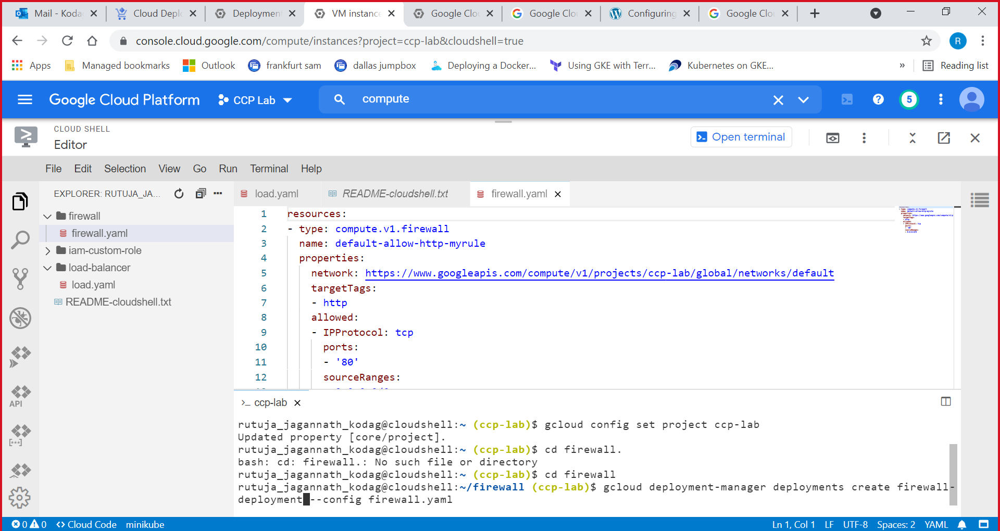 Mail - Koda
Cloud Depl
Deployment
VM instance
Google Clou
Google Clo
Configuring
Google Clo
console.cloud.google.com/compute/instances?project=ccp-lab&cloudshell=true
R
Apps
Managed bookmarks
Outlook
frankfurt sam
dallas jumpbox
Deploying a Docker...
Using GKE with Terr...
Kubernetes on GKE...
»
Reading list
Google Cloud Platform
CCP Lab
compute
5
CLOUD SHELL
Editor
Open terminal
File Edit Selection View Go Run Terminal Help
EXPLORER: RUTUJA_JA...
firewall
firewall.yaml
iam-custom-role
load-balancer
load.yaml
README-cloudshell.txt
API
load.yaml
README-cloudshell.txt
firewall.yaml
1 resources:
2 - type: compute.v1.firewall
3 name: default-allow-http-myrule
4 properties:
5 network: https://www.googleapis.com/compute/v1/projects/ccp-lab/global/networks/default
6 targetTags:
7 - http
8 allowed:
9 - IPProtocol: tcp
10 ports:
11 - '80'
12 sourceRanges:
>_ ccp-lab
rutuja_jagannath_kodag@cloudshell:~ (ccp-lab)$ gcloud config set project ccp-lab
Updated property [core/project].
rutuja_jagannath_kodag@cloudshell:~ (ccp-lab)$ cd firewall.
bash: cd: firewall.: No such file or directory
rutuja_jagannath_kodag@cloudshell:~ (ccp-lab)$ cd firewall
rutuja_jagannath_kodag@cloudshell:~/firewall (ccp-lab)$ gcloud deployment-manager deployments create firewall-
deployment --config firewall.yaml
0 0 <> Cloud Code minikube
Ln 1, Col 1 LF UTF-8 Spaces: 2 YAML